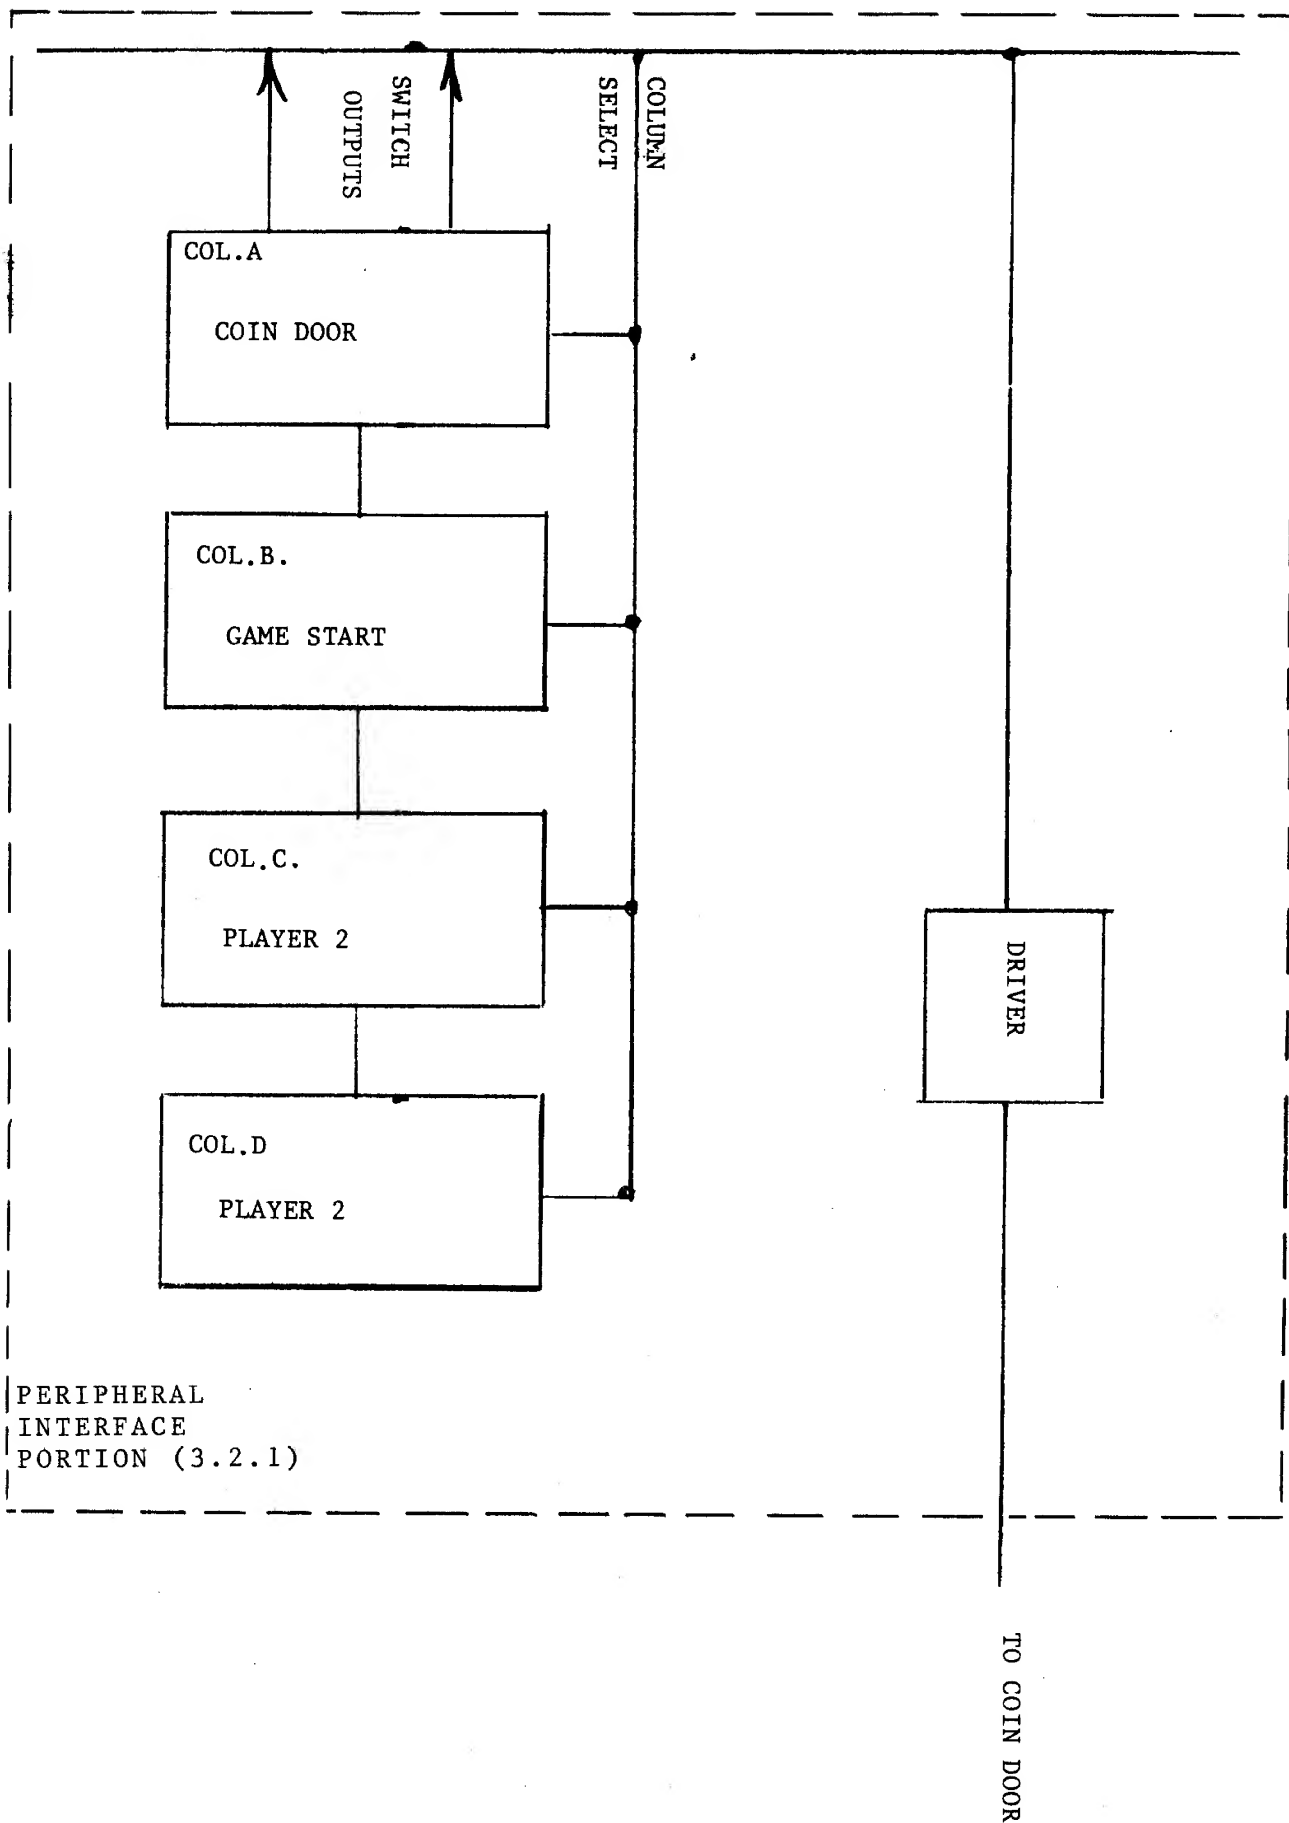 SWITCH
OUTPUTS
COLUMN
SELECT
COL.A
COIN DOOR
COL.B.
GAME START
COL.C.
PLAYER 2
DRIVER
COL.D
PLAYER 2
PERIPHERAL
INTERFACE
PORTION (3.2.1)
TO COIN DOOR